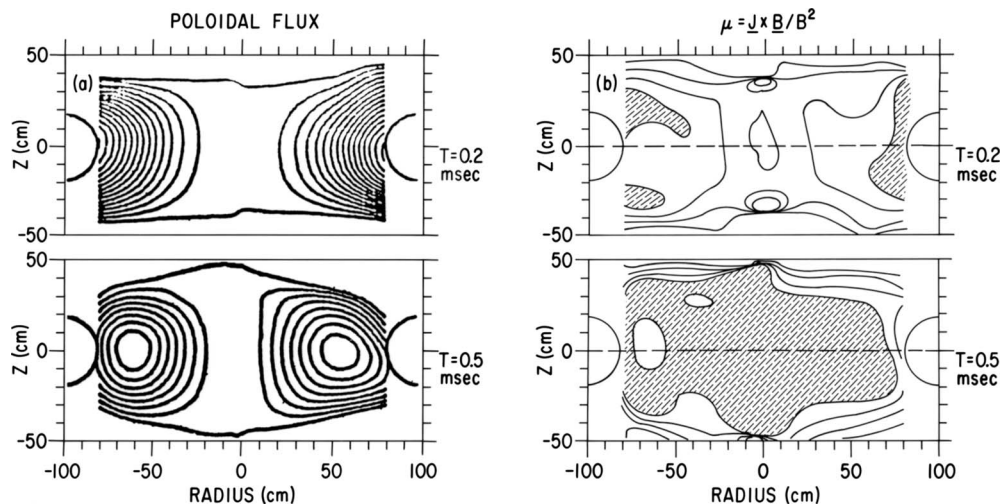 POLOIDAL FLUX
50
(a)
Z (cm)
0
T=0.2
msec
-50
50
Z (cm)
0
T=0.5
msec
-50
-100 -50 0 50 100
RADIUS (cm)
μ = J x B/B²
50
(b)
Z (cm)
0
T=0.2
msec
-50
50
Z (cm)
0
T=0.5
msec
-50
-100 -50 0 50 100
RADIUS (cm)